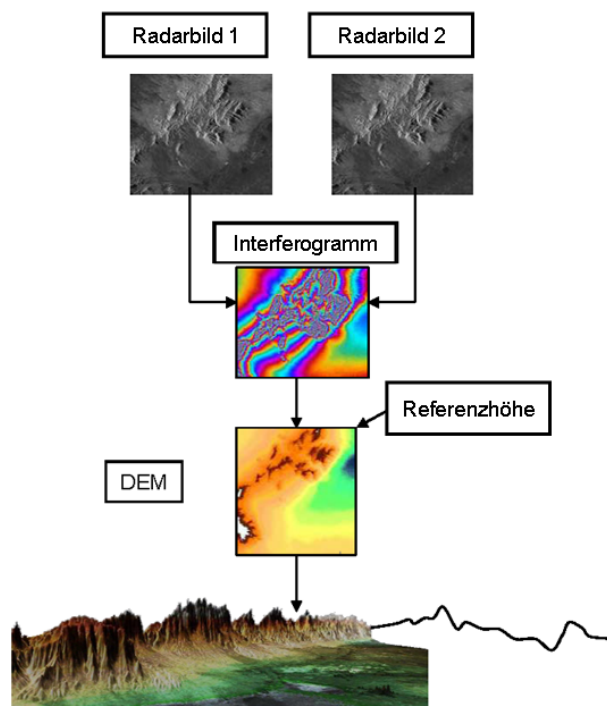 Radarbild 1
Radarbild 2
Interferogramm
Referenzhöhe
DEM